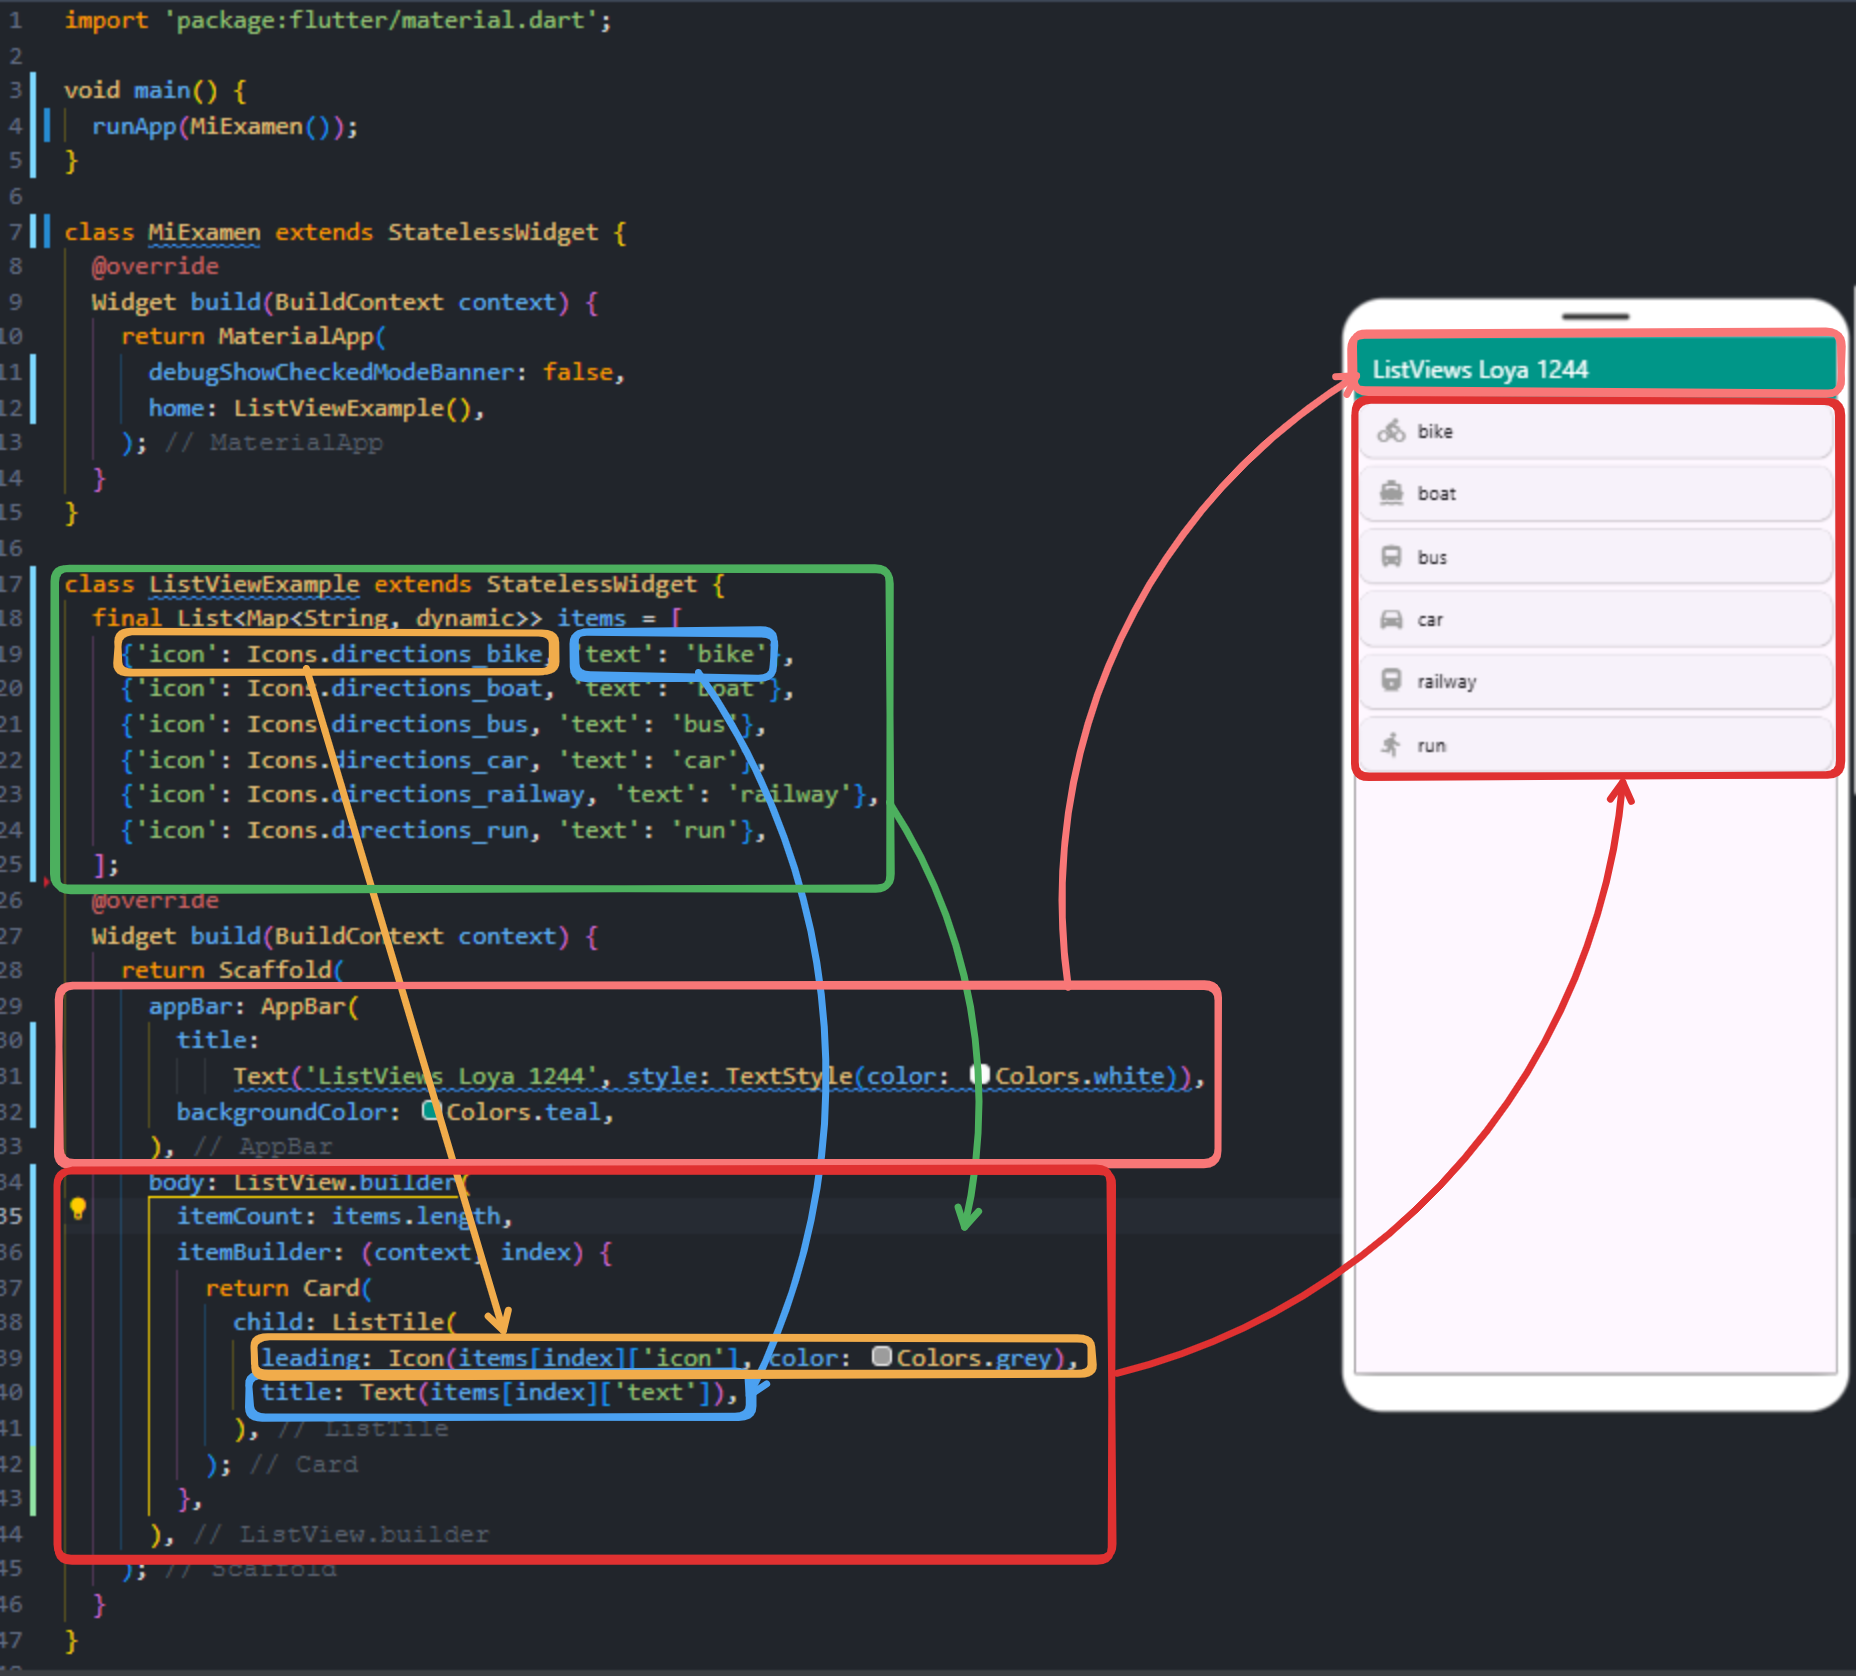 1 import 'package:flutter/material.dart';
2
3 void main() {
4 runApp(MiExamen());
5 }
6
7 class MiExamen extends StatelessWidget {
8 @override
9 Widget build(BuildContext context) {
10 return MaterialApp(
11 debugShowCheckedModeBanner: false,
12 home: ListViewExample(),
13 ); // MaterialApp
14 }
15 }
16
17 class ListViewExample extends StatelessWidget {
18 final List<Map<String, dynamic>> items = [
19 {'icon': Icons.directions_bike, 'text': 'bike'},
20 {'icon': Icons.directions_boat, 'text': 'boat'},
21 {'icon': Icons.directions_bus, 'text': 'bus'},
22 {'icon': Icons.directions_car, 'text': 'car'},
23 {'icon': Icons.directions_railway, 'text': 'railway'},
24 {'icon': Icons.directions_run, 'text': 'run'},
25 ];
26 @override
27 Widget build(BuildContext context) {
28 return Scaffold(
29 appBar: AppBar(
30 title:
31 Text('ListViews Loya 1244', style: TextStyle(color: Colors.white)),
32 backgroundColor: Colors.teal,
33 ), // AppBar
34 body: ListView.builder(
35 itemCount: items.length,
36 itemBuilder: (context, index) {
37 return Card(
38 child: ListTile(
39 leading: Icon(items[index]['icon'], color: Colors.grey),
40 title: Text(items[index]['text']),
41 ), // ListTile
42 ); // Card
43 },
44 ), // ListView.builder
45 ); // Scaffold
46 }
47 }
ListViews Loya 1244
bike
boat
bus
car
railway
run